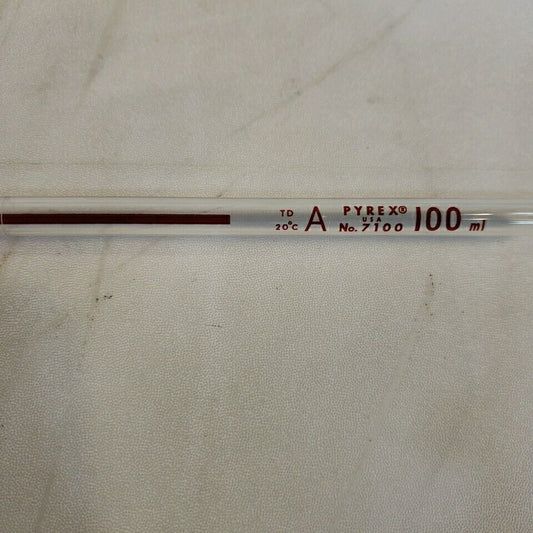 TD
20°C
A
PYREX®
USA
No. 7100
100 ml